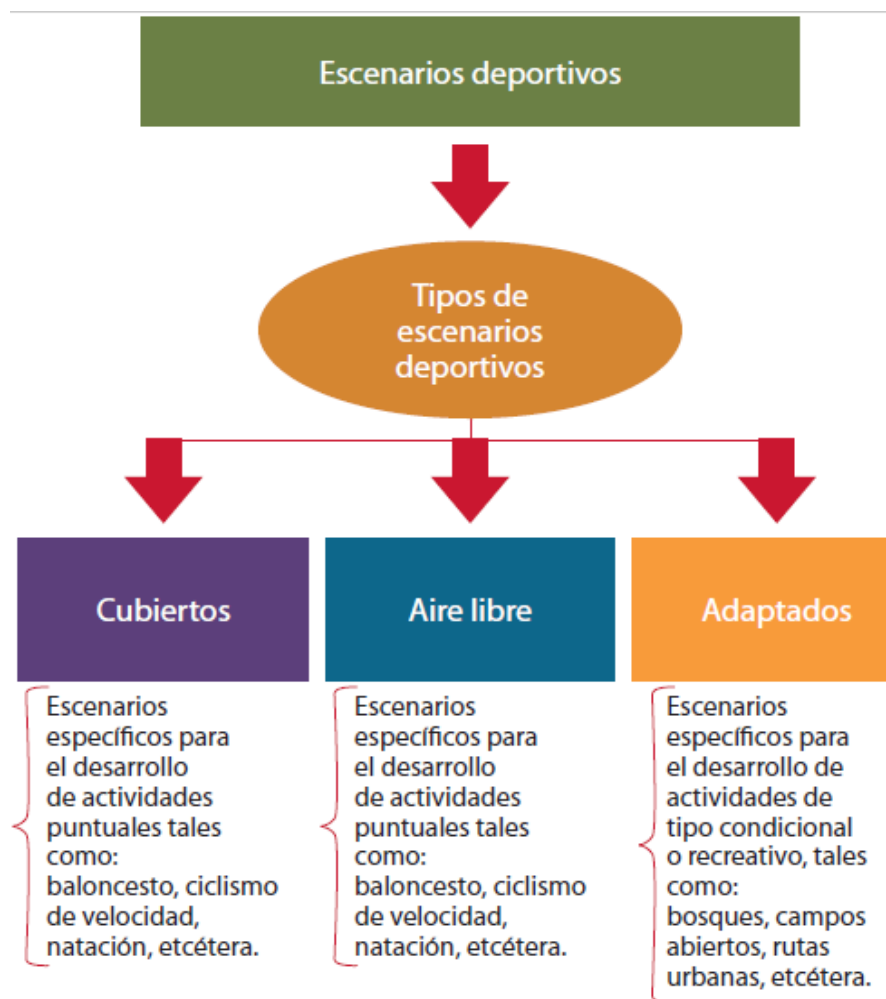 Escenarios deportivos
Tipos de
escenarios
deportivos
Cubiertos
Aire libre
Adaptados
Escenarios
específicos para
el desarrollo
de actividades
puntuales tales
como:
baloncesto, ciclismo
de velocidad,
natación, etcétera.
Escenarios
específicos para
el desarrollo
de actividades
puntuales tales
como:
baloncesto, ciclismo
de velocidad,
natación, etcétera.
Escenarios
específicos para
el desarrollo de
actividades de
tipo condicional
o recreativo, tales
como:
bosques, campos
abiertos, rutas
urbanas, etcétera.